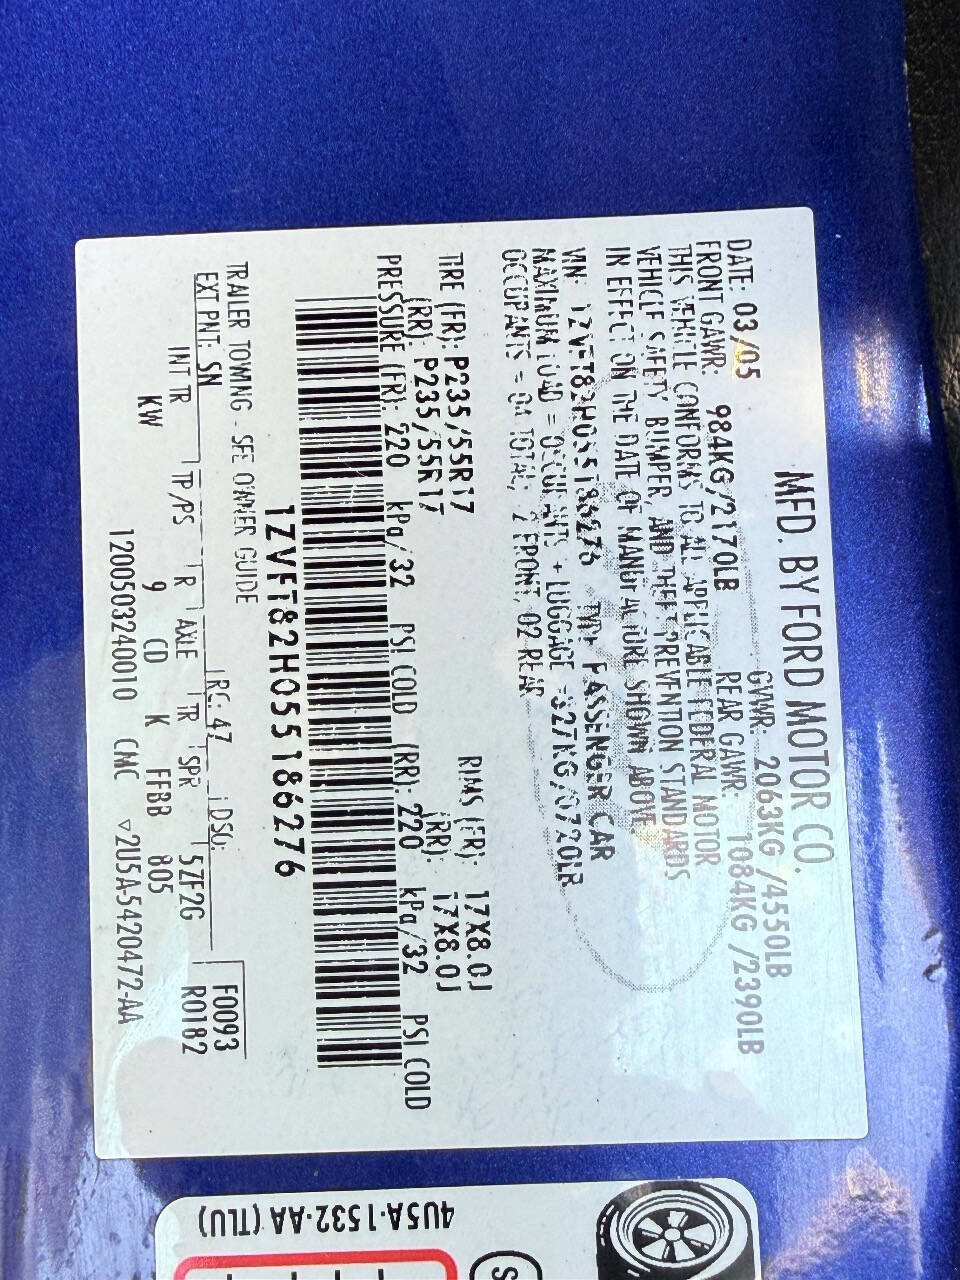 MFD. BY FORD MOTOR CO.
DATE: 03/05 GVWR: 2063KG /4550LB
FRONT GAWR: 984KG/2170LB REAR GAWR: 1084KG /2390LB
THIS VEHICLE CONFORMS TO ALL APPLICABLE FEDERAL MOTOR
VEHICLE SAFETY BUMPER, AND THEFT PREVENTION STANDARDS
IN EFFECT ON THE DATE OF MANUFACTURE SHOWN ABOVE
VIN: 1ZVFT82H055186276 TYPE PASSENGER CAR
MAXIMUM LOAD = OCCUPANTS + LUGGAGE = 327KG/0720LB
OCCUPANTS = 04 TOTAL, 2 FRONT, 02 REAR
TIRE (FR): P235/55R17 RIMS (FR): 17X8.0J
(RR): P235/55R17 (RR): 17X8.0J
PRESSURE (FR): 220 kPa/32 PSI COLD (RR): 220 kPa/32 PSI COLD
1ZVFT82H055186276
TRAILER TOWING - SEE OWNER GUIDE
EXT PNT: SN RC: 47 DSO: F0093
INT TR TP/PS R AXLE TR SPR 5ZF2G R0182
KW 9 CD K FFBB 805
1200503240010 CMC ▽2U5A-5420472-AA
4U5A-1532-AA (TLU)
S